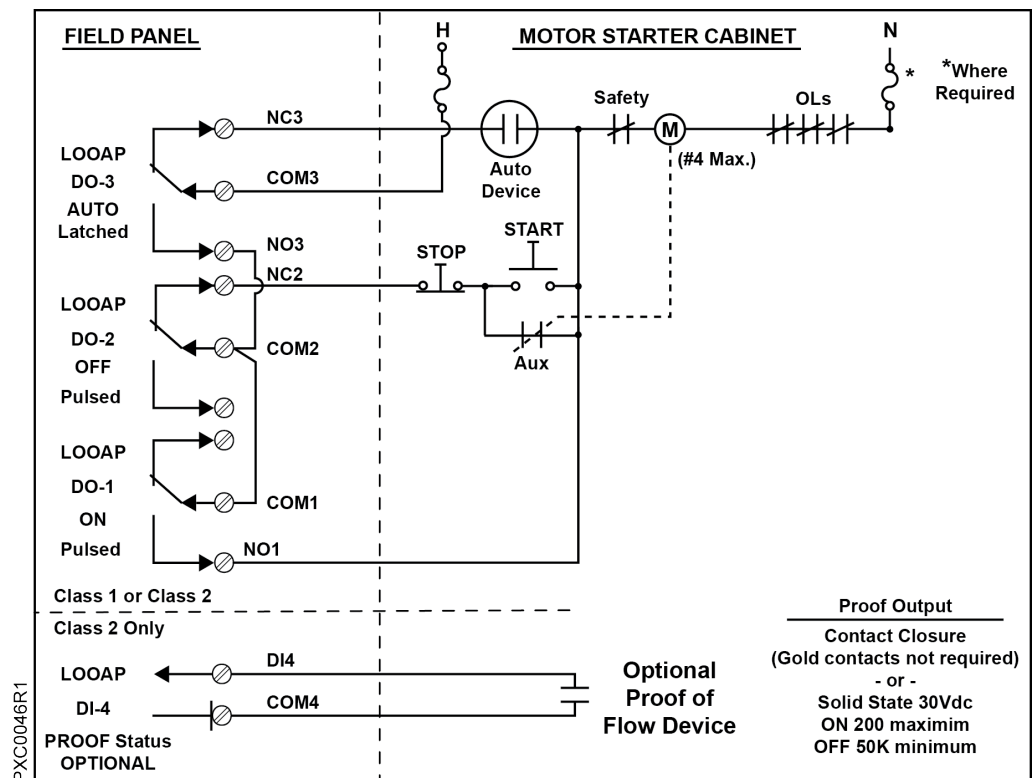 FIELD PANEL
MOTOR STARTER CABINET
H
N
*
*Where
Required
NC3
Safety
OLs
M
(#4 Max.)
Auto
Device
LOOAP
DO-3
AUTO
Latched
COM3
NO3
NC2
STOP
START
Aux
LOOAP
DO-2
OFF
Pulsed
COM2
LOOAP
DO-1
ON
Pulsed
COM1
NO1
Class 1 or Class 2
Class 2 Only
LOOAP
DI-4
PROOF Status
OPTIONAL
DI4
COM4
Optional
Proof of
Flow Device
Proof Output
Contact Closure
(Gold contacts not required)
- or -
Solid State 30Vdc
ON 200 maximim
OFF 50K minimum
PXC0046R1